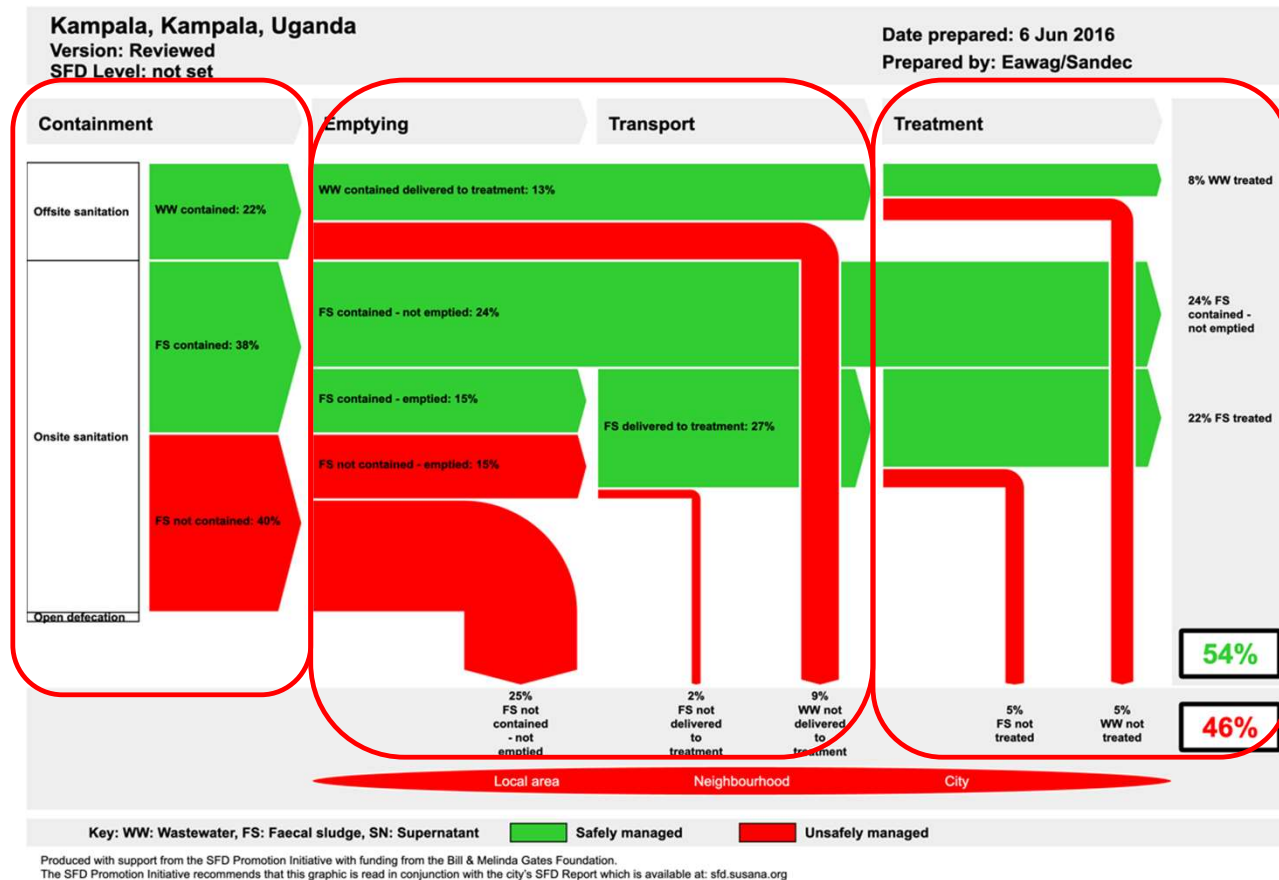 Kampala, Kampala, Uganda
Version: Reviewed
SFD Level: not set
Date prepared: 6 Jun 2016
Prepared by: Eawag/Sandec
Containment
Emptying
Transport
Treatment
Offsite sanitation
WW contained: 22%
WW contained delivered to treatment: 13%
8% WW treated
Onsite sanitation
FS contained: 38%
FS contained - not emptied: 24%
24% FS
contained -
not emptied
FS contained - emptied: 15%
FS delivered to treatment: 27%
22% FS treated
FS not contained - emptied: 15%
FS not contained: 40%
Open defecation
54%
25%
FS not
contained
- not
emptied
2%
FS not
delivered
to
treatment
9%
WW not
delivered
to
treatment
5%
FS not
treated
5%
WW not
treated
46%
Local area
Neighbourhood
City
Key: WW: Wastewater, FS: Faecal sludge, SN: Supernatant
Safely managed
Unsafely managed
Produced with support from the SFD Promotion Initiative with funding from the Bill & Melinda Gates Foundation.
The SFD Promotion Initiative recommends that this graphic is read in conjunction with the city's SFD Report which is available at: sfd.susana.org